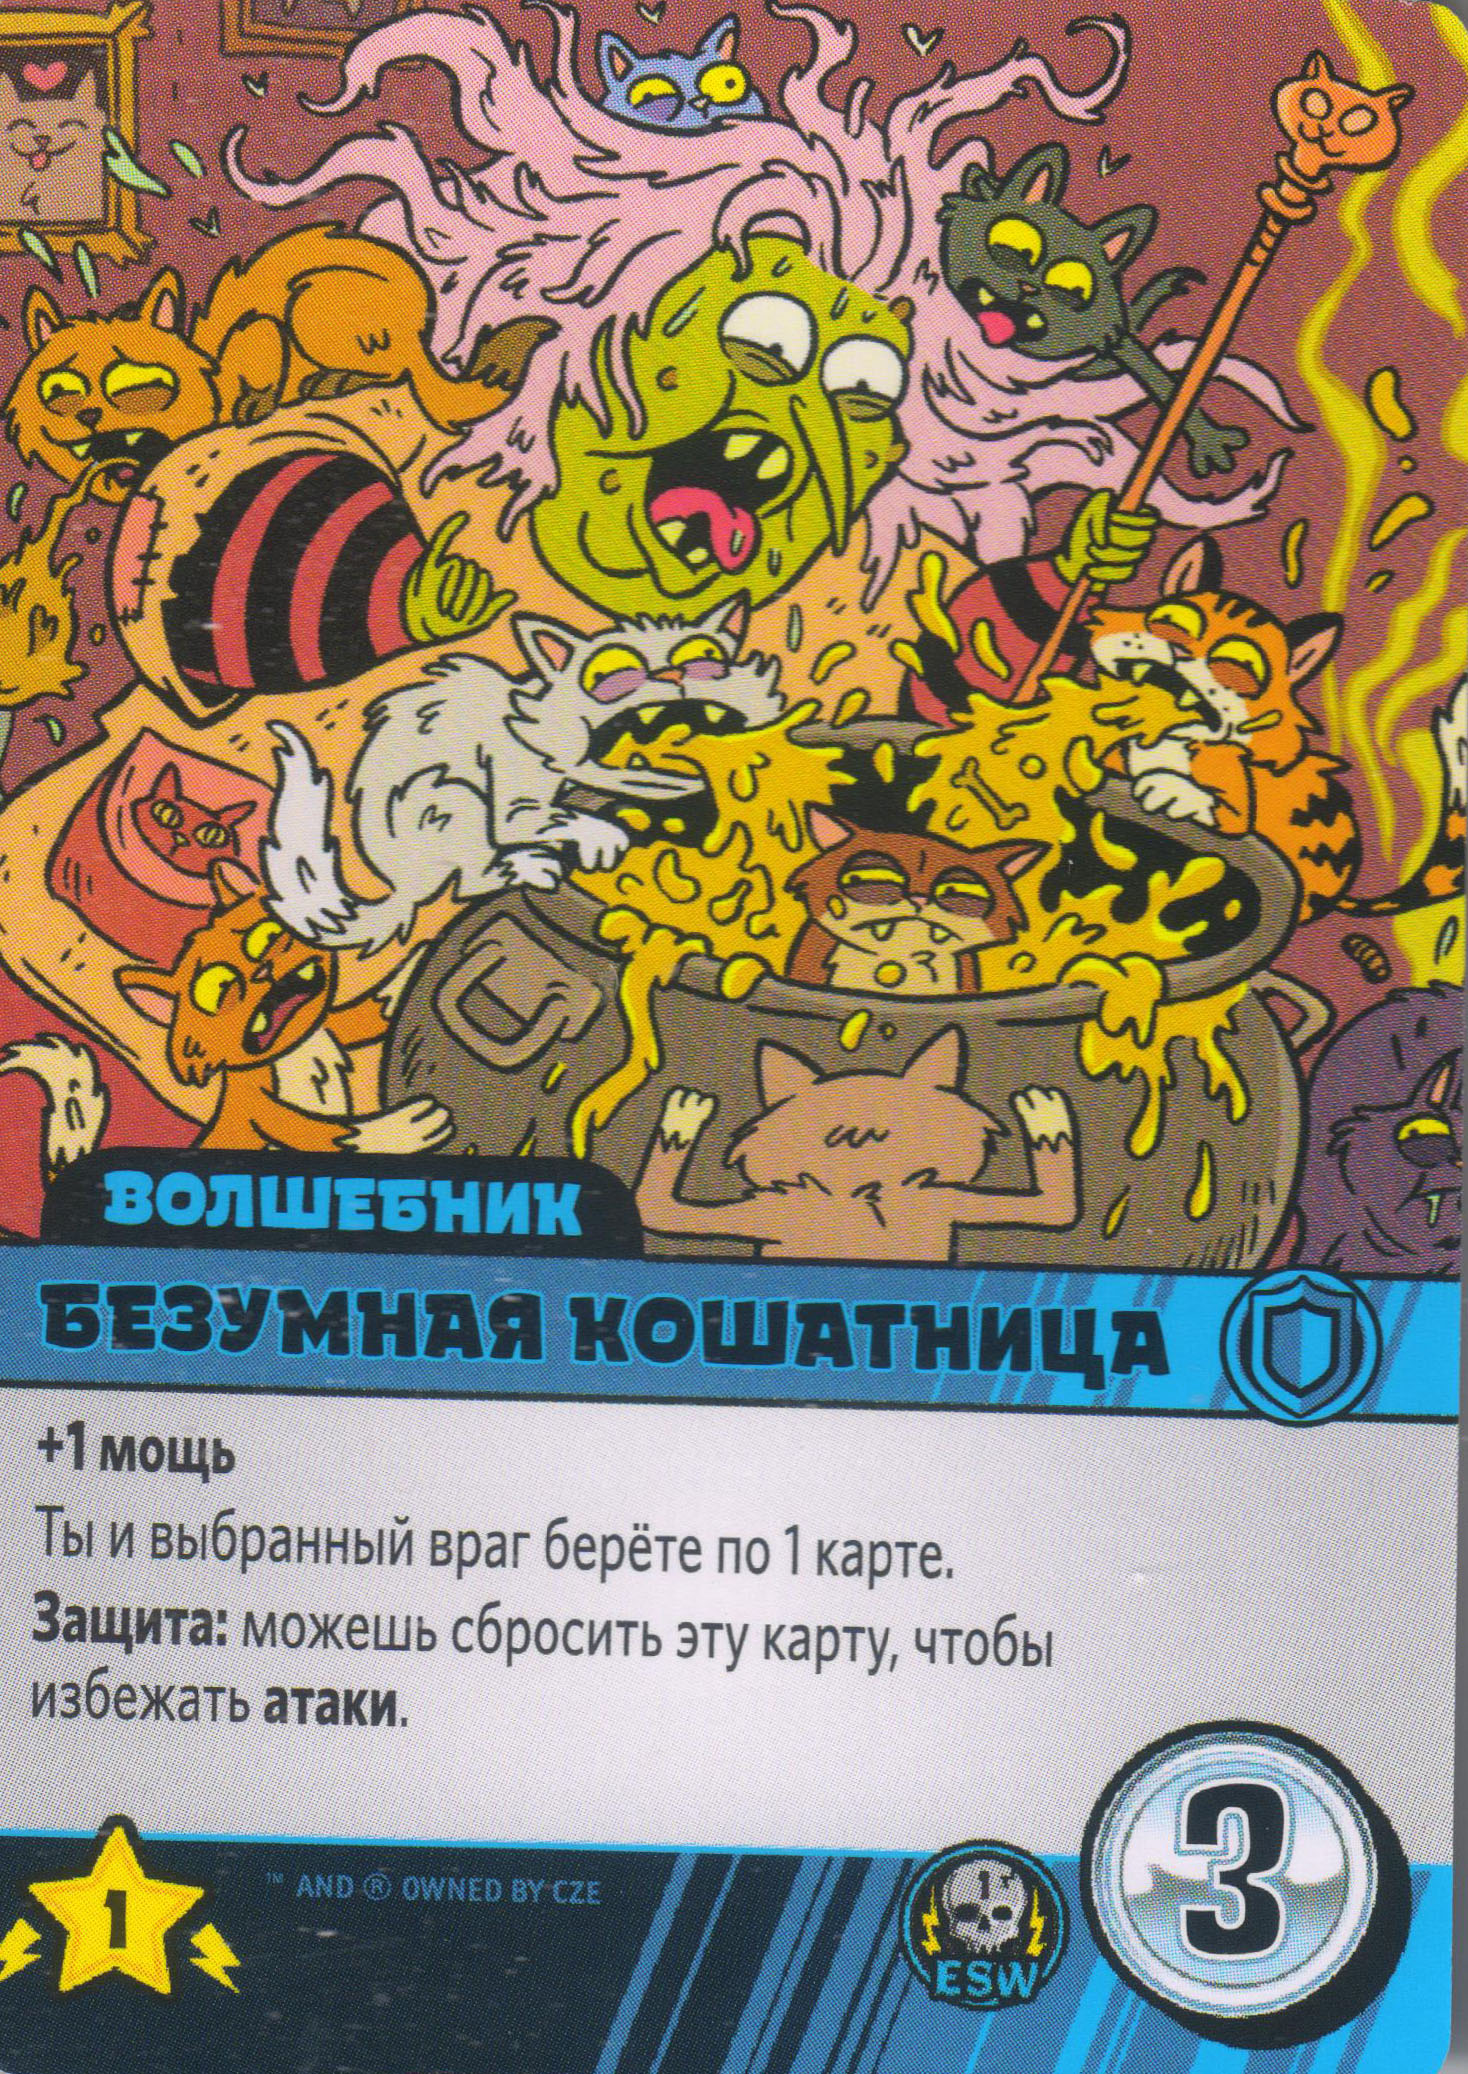 ВОЛШЕБНИК
БЕЗУМНАЯ КОШАТНИЦА
+1 мощь
Ты и выбранный враг берёте по 1 карте.
Защита: можешь сбросить эту карту, чтобы
избежать атаки.
1
™ AND ® OWNED BY CZE
1
ESW
3